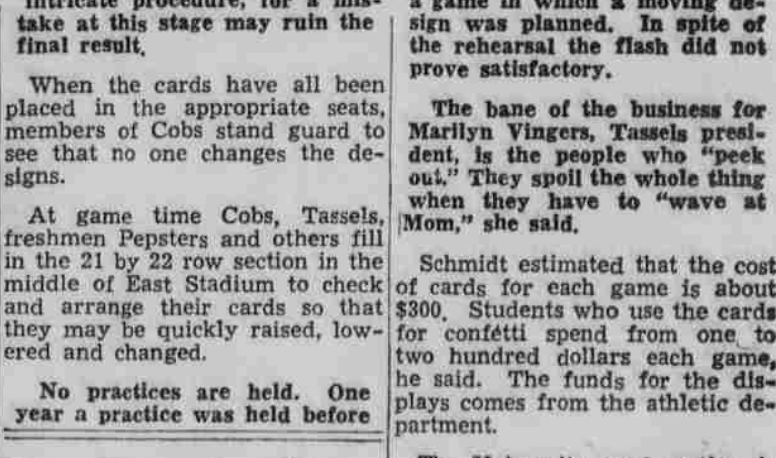 intricate procedure, for a mis-
take at this stage may ruin the
final result.
When the cards have all been
placed in the appropriate seats,
members of Cobs stand guard to
see that no one changes the de-
signs.
At game time Cobs, Tassels,
freshmen Pepsters and others fill
in the 21 by 22 row section in the
middle of East Stadium to check
and arrange their cards so that
they may be quickly raised, low-
ered and changed.
No practices are held. One
year a practice was held before
a game in which a moving de-
sign was planned. In spite of
the rehearsal the flash did not
prove satisfactory.
The bane of the business for
Marilyn Vingers, Tassels presi-
dent, is the people who "peek
out." They spoil the whole thing
when they have to "wave at
Mom," she said.
Schmidt estimated that the cost
of cards for each game is about
$300. Students who use the cards
for confétti spend from one to
two hundred dollars each game,
he said. The funds for the dis-
plays comes from the athletic de-
partment.